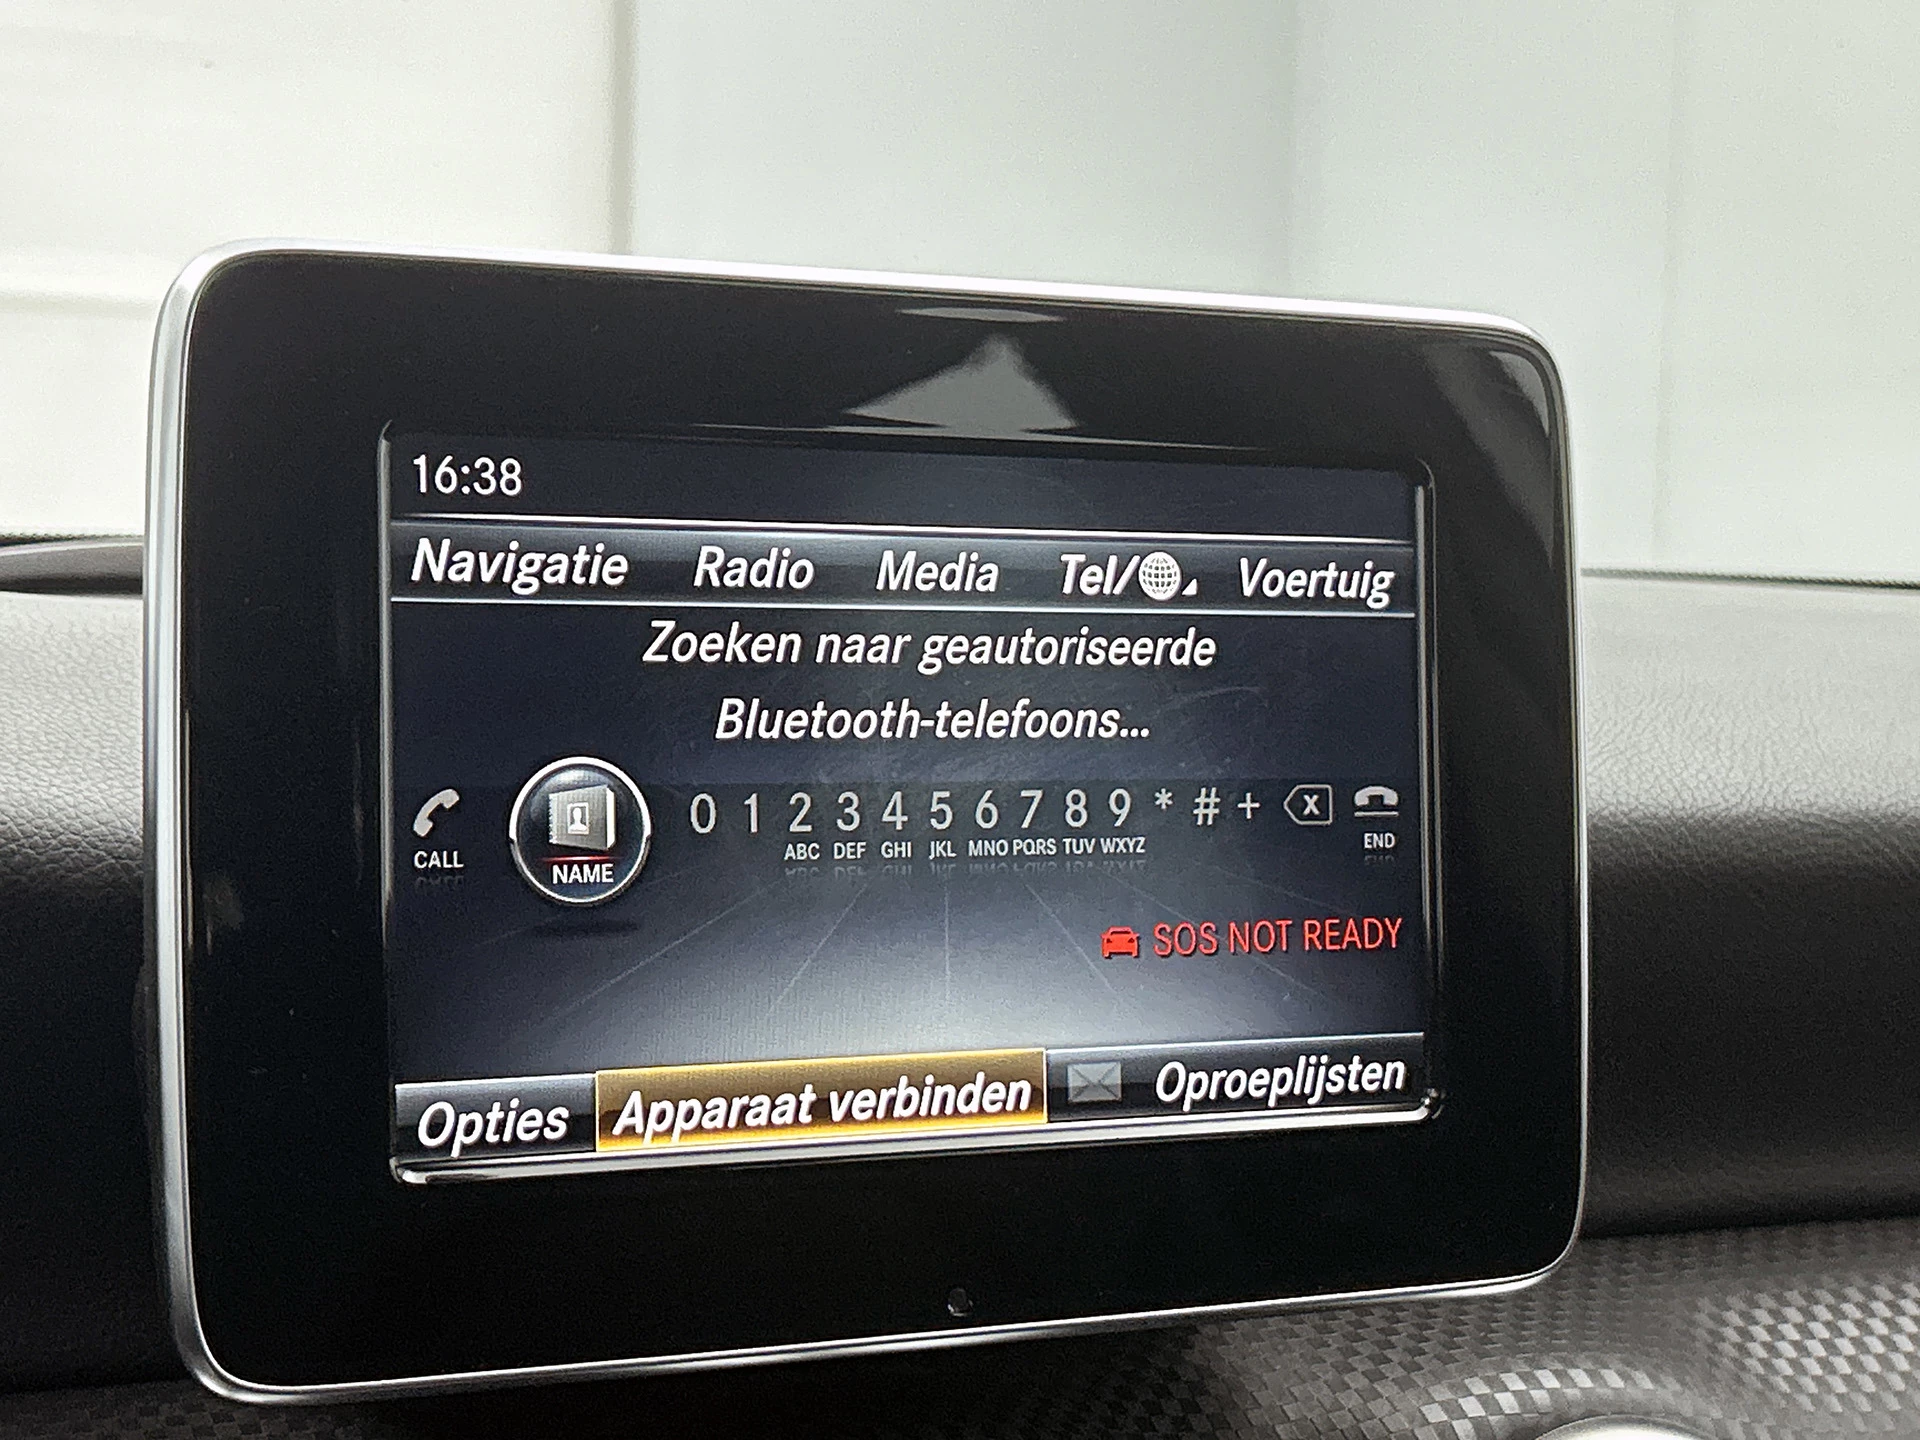 16:38
Navigatie Radio Media Tel/ Voertuig
Zoeken naar geautoriseerde
Bluetooth-telefoons...
0 1 2 3 4 5 6 7 8 9 * # + X
ABC DEF GHI JKL MNO PQRS TUV WXYZ
CALL NAME END
SOS NOT READY
Opties Apparaat verbinden Oproeplijsten